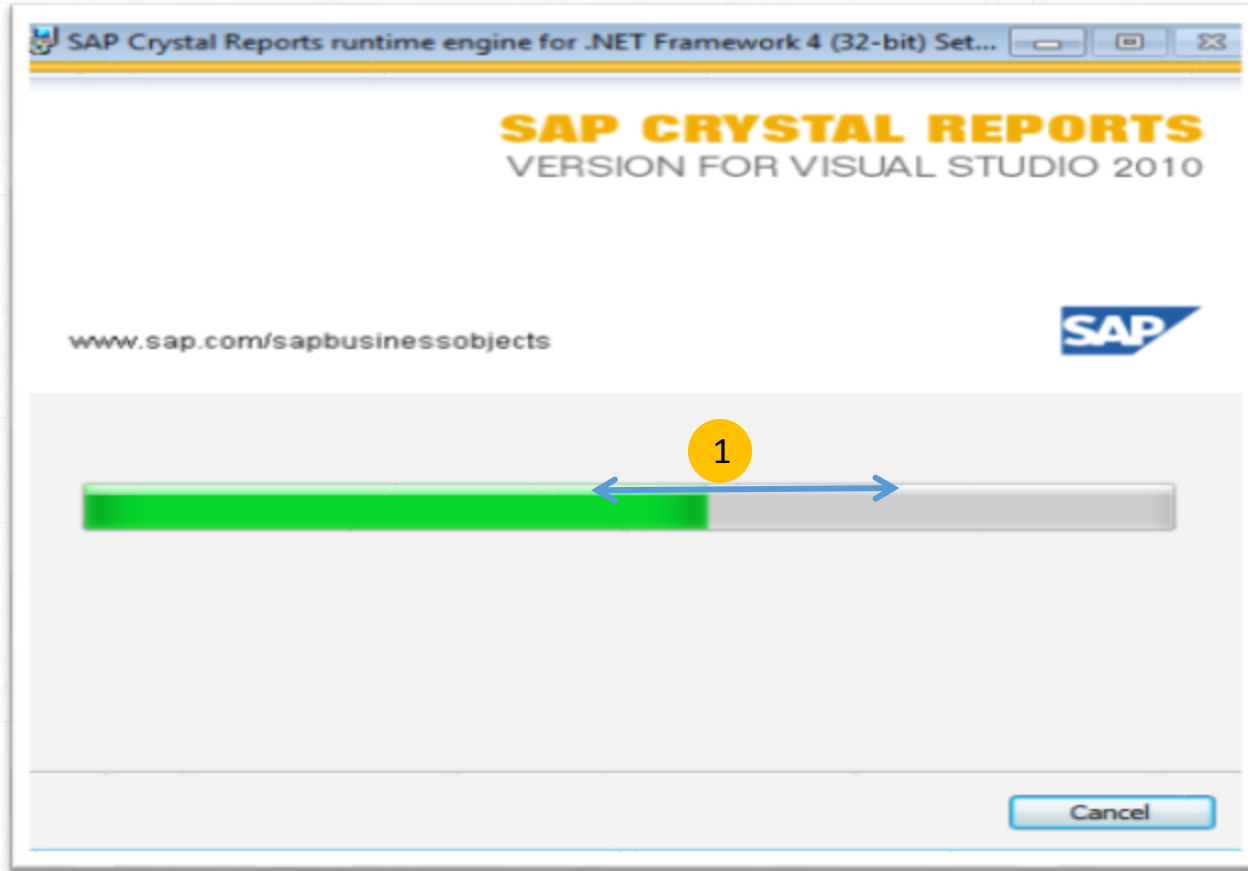 SAP Crystal Reports runtime engine for .NET Framework 4 (32-bit) Set...
SAP CRYSTAL REPORTS
VERSION FOR VISUAL STUDIO 2010
www.sap.com/sapbusinessobjects
SAP
1
Cancel